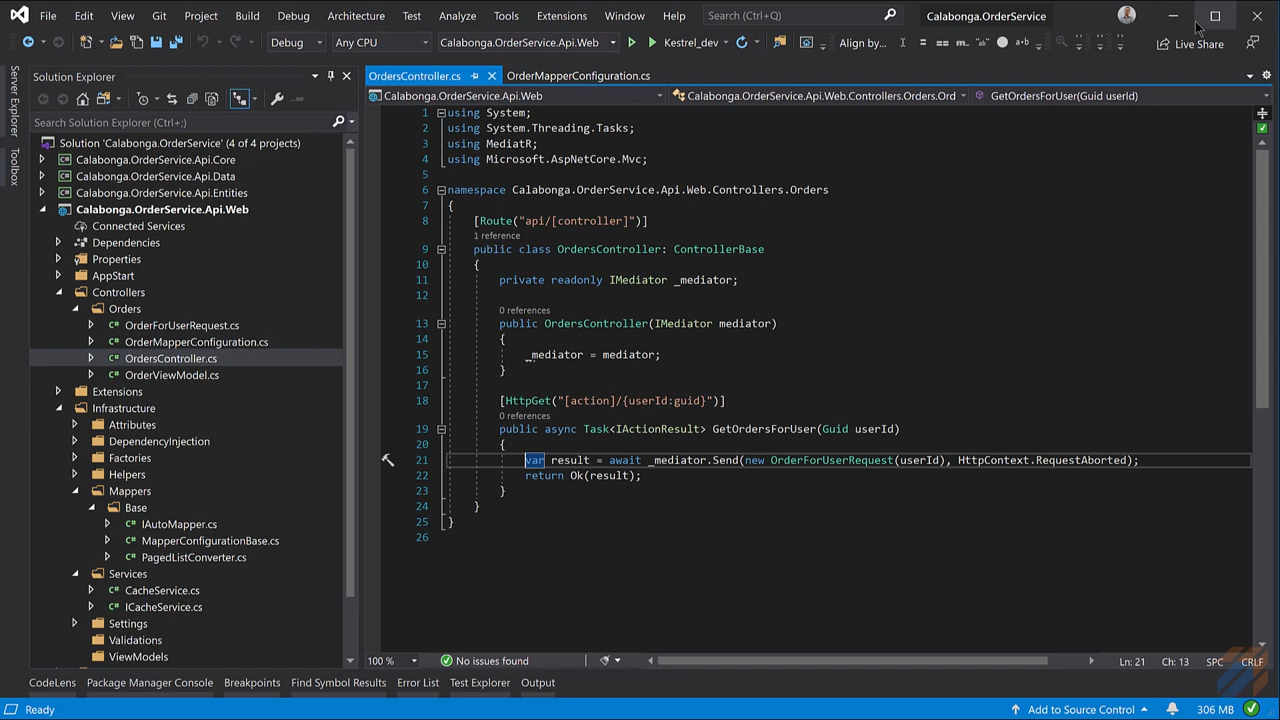 File Edit View Git Project Build Debug Architecture Test Analyze Tools Extensions Window Help Search (Ctrl+Q) Calabonga.OrderService
Debug Any CPU Calabonga.OrderService.Api.Web Kestrel_dev Align by... Live Share
Server Explorer
Toolbox
Solution Explorer
Search Solution Explorer (Ctrl+;)
Solution 'Calabonga.OrderService' (4 of 4 projects)
Calabonga.OrderService.Api.Core
Calabonga.OrderService.Api.Data
Calabonga.OrderService.Api.Entities
Calabonga.OrderService.Api.Web
Connected Services
Dependencies
Properties
AppStart
Controllers
Orders
C# OrderForUserRequest.cs
C# OrderMapperConfiguration.cs
C# OrdersController.cs
C# OrderViewModel.cs
Extensions
Infrastructure
Attributes
DependencyInjection
Factories
Helpers
Mappers
Base
C# IAutoMapper.cs
C# MapperConfigurationBase.cs
C# PagedListConverter.cs
Services
C# CacheService.cs
C# ICacheService.cs
Settings
Validations
ViewModels
OrdersController.cs OrderMapperConfiguration.cs
Calabonga.OrderService.Api.Web Calabonga.OrderService.Api.Web.Controllers.Orders.Ord GetOrdersForUser(Guid userId)
1 using System;
2 using System.Threading.Tasks;
3 using MediatR;
4 using Microsoft.AspNetCore.Mvc;
5
6 namespace Calabonga.OrderService.Api.Web.Controllers.Orders
7 {
8 [Route("api/[controller]")]
1 reference
9 public class OrdersController: ControllerBase
10 {
11 private readonly IMediator _mediator;
12
0 references
13 public OrdersController(IMediator mediator)
14 {
15 _mediator = mediator;
16 }
17
18 [HttpGet("[action]/{userId:guid}")]
0 references
19 public async Task<IActionResult> GetOrdersForUser(Guid userId)
20 {
21 var result = await _mediator.Send(new OrderForUserRequest(userId), HttpContext.RequestAborted);
22 return Ok(result);
23 }
24 }
25 }
26
100 % No issues found Ln: 21 Ch: 13 SPC CRLF
CodeLens Package Manager Console Breakpoints Find Symbol Results Error List Test Explorer Output
Ready Add to Source Control 306 MB